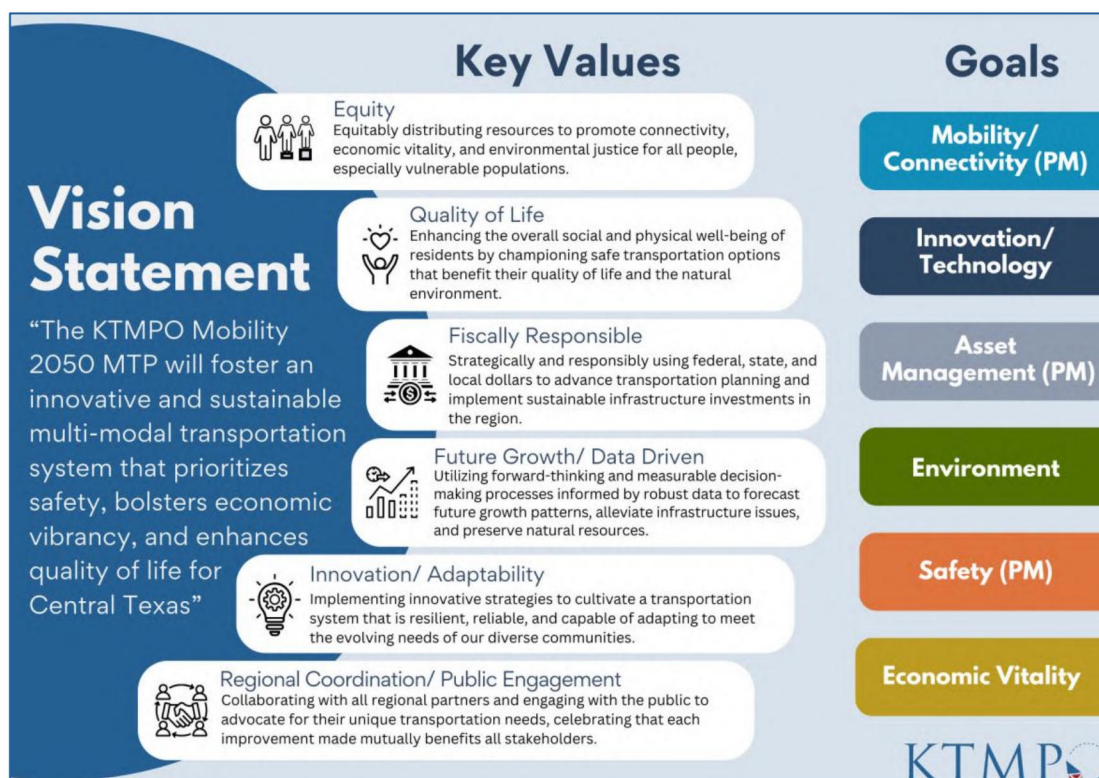 Key Values
Goals
Vision
Statement
“The KTMPO Mobility
2050 MTP will foster an
innovative and sustainable
multi-modal transportation
system that prioritizes
safety, bolsters economic
vibrancy, and enhances
quality of life for
Central Texas”
Equity
Equitably distributing resources to promote connectivity,
economic vitality, and environmental justice for all people,
especially vulnerable populations.
Quality of Life
Enhancing the overall social and physical well-being of
residents by championing safe transportation options
that benefit their quality of life and the natural
environment.
Fiscally Responsible
Strategically and responsibly using federal, state, and
local dollars to advance transportation planning and
implement sustainable infrastructure investments in
the region.
Future Growth/ Data Driven
Utilizing forward-thinking and measurable decision-
making processes informed by robust data to forecast
future growth patterns, alleviate infrastructure issues,
and preserve natural resources.
Innovation/ Adaptability
Implementing innovative strategies to cultivate a transportation
system that is resilient, reliable, and capable of adapting to meet
the evolving needs of our diverse communities.
Regional Coordination/ Public Engagement
Collaborating with all regional partners and engaging with the public to
advocate for their unique transportation needs, celebrating that each
improvement made mutually benefits all stakeholders.
Mobility/
Connectivity (PM)
Innovation/
Technology
Asset
Management (PM)
Environment
Safety (PM)
Economic Vitality
KTMPO